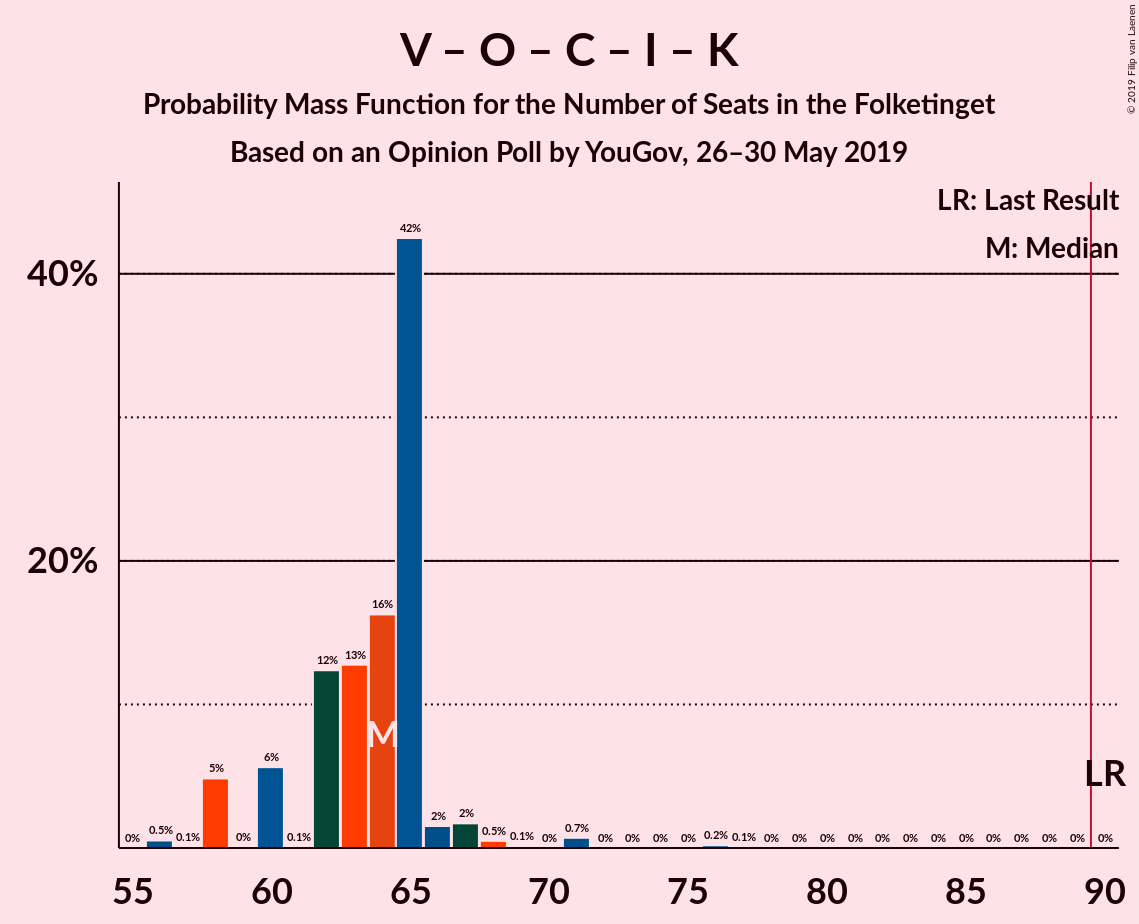 V – O – C – I – K
Probability Mass Function for the Number of Seats in the Folketinget
Based on an Opinion Poll by YouGov, 26–30 May 2019
© 2019 Filip van Laenen
LR: Last Result
M: Median
40%
20%
0% 0.5% 0.1% 5% 0% 6% 0.1% 12% 13% 16% 42% 2% 2% 0.5% 0.1% 0% 0.7% 0% 0% 0% 0% 0.2% 0.1% 0% 0% 0% 0% 0% 0% 0% 0% 0% 0% 0% 0% 0%
M
LR
55 60 65 70 75 80 85 90